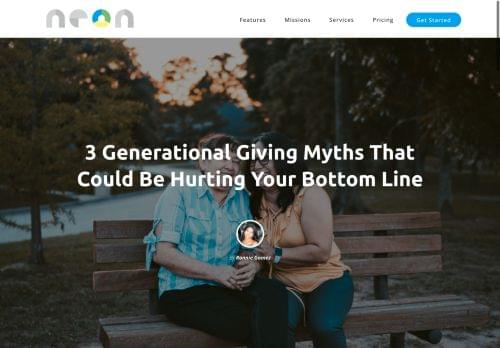 neon
Features Missions Services Pricing Get Started
3 Generational Giving Myths That
Could Be Hurting Your Bottom Line
BY Ronnie Gomez